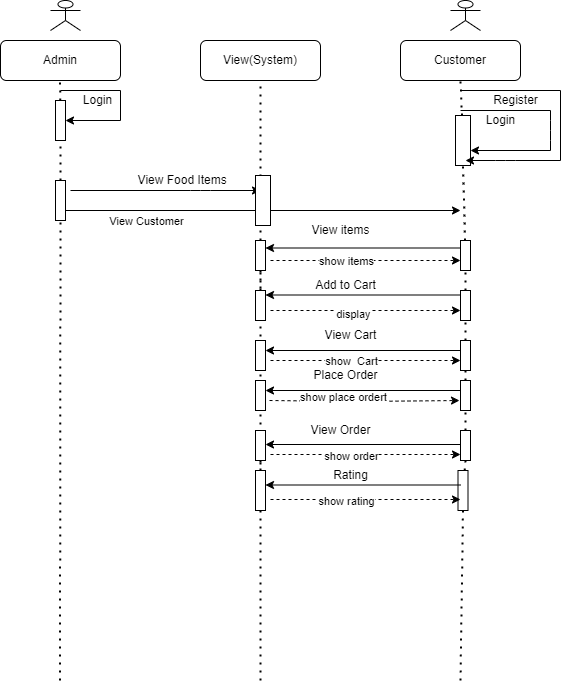 Admin
View(System)
Customer
Login
Register
Login
View Food Items
View Customer
View items
show items
Add to Cart
display
View Cart
show Cart
Place Order
show place ordert
View Order
show order
Rating
show rating